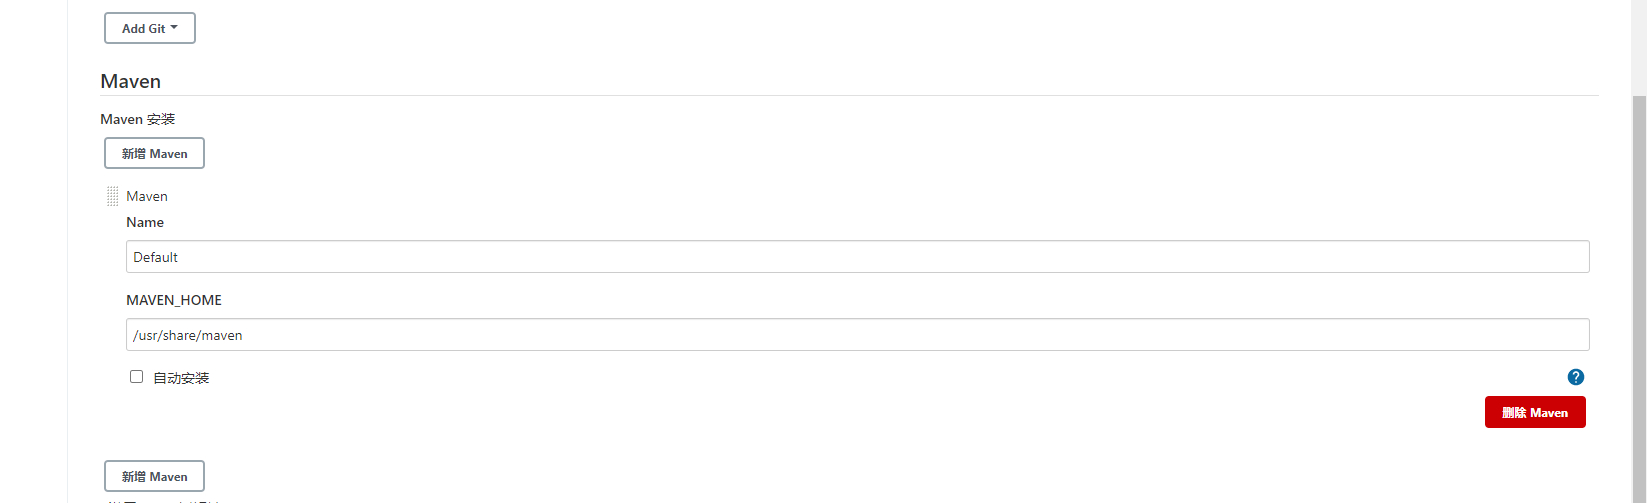 Add Git
Maven
Maven 安装
新增 Maven
Maven
Name
Default
MAVEN_HOME
/usr/share/maven
自动安装
?
删除 Maven
新增 Maven